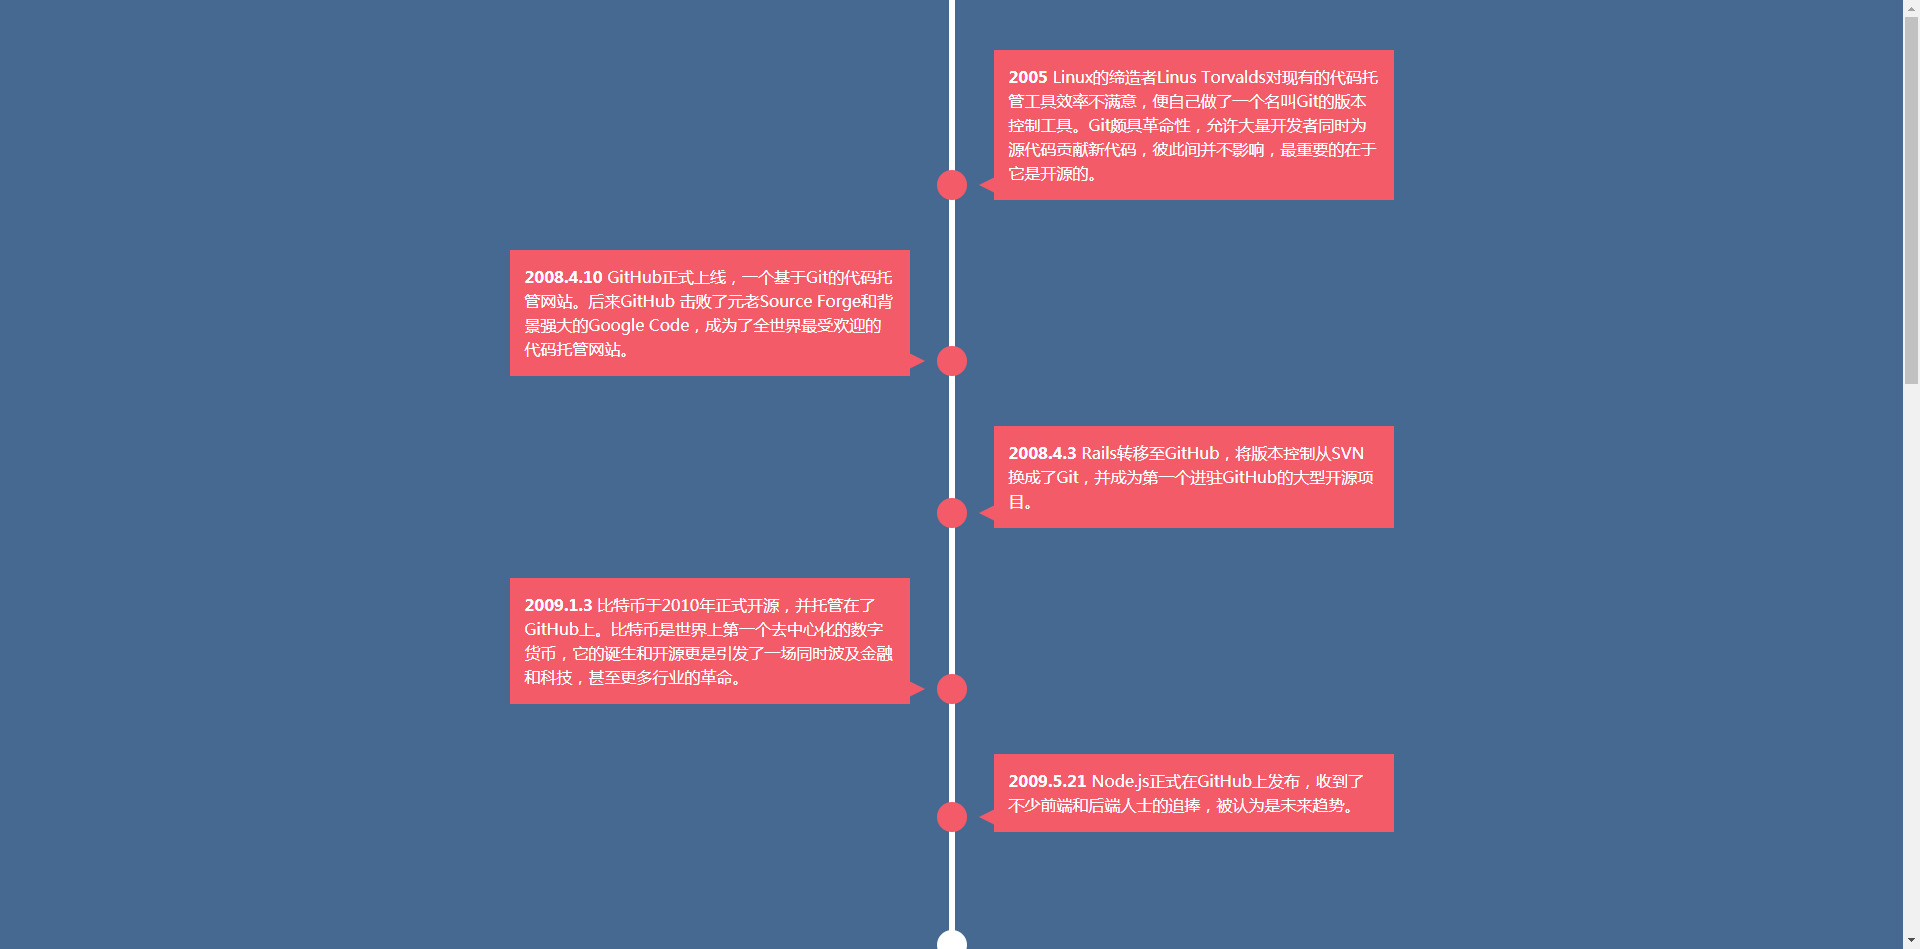 2005 Linux的缔造者Linus Torvalds对现有的代码托
管工具效率不满意，便自己做了一个名叫Git的版本
控制工具。Git颇具革命性，允许大量开发者同时为
源代码贡献新代码，彼此间并不影响，最重要的在于
它是开源的。
2008.4.10 GitHub正式上线，一个基于Git的代码托
管网站。后来GitHub 击败了元老Source Forge和背
景强大的Google Code，成为了全世界最受欢迎的
代码托管网站。
2008.4.3 Rails转移至GitHub，将版本控制从SVN
换成了Git，并成为第一个进驻GitHub的大型开源项
目。
2009.1.3 比特币于2010年正式开源，并托管在了
GitHub上。比特币是世界上第一个去中心化的数字
货币，它的诞生和开源更是引发了一场同时波及金融
和科技，甚至更多行业的革命。
2009.5.21 Node.js正式在GitHub上发布，收到了
不少前端和后端人士的追捧，被认为是未来趋势。